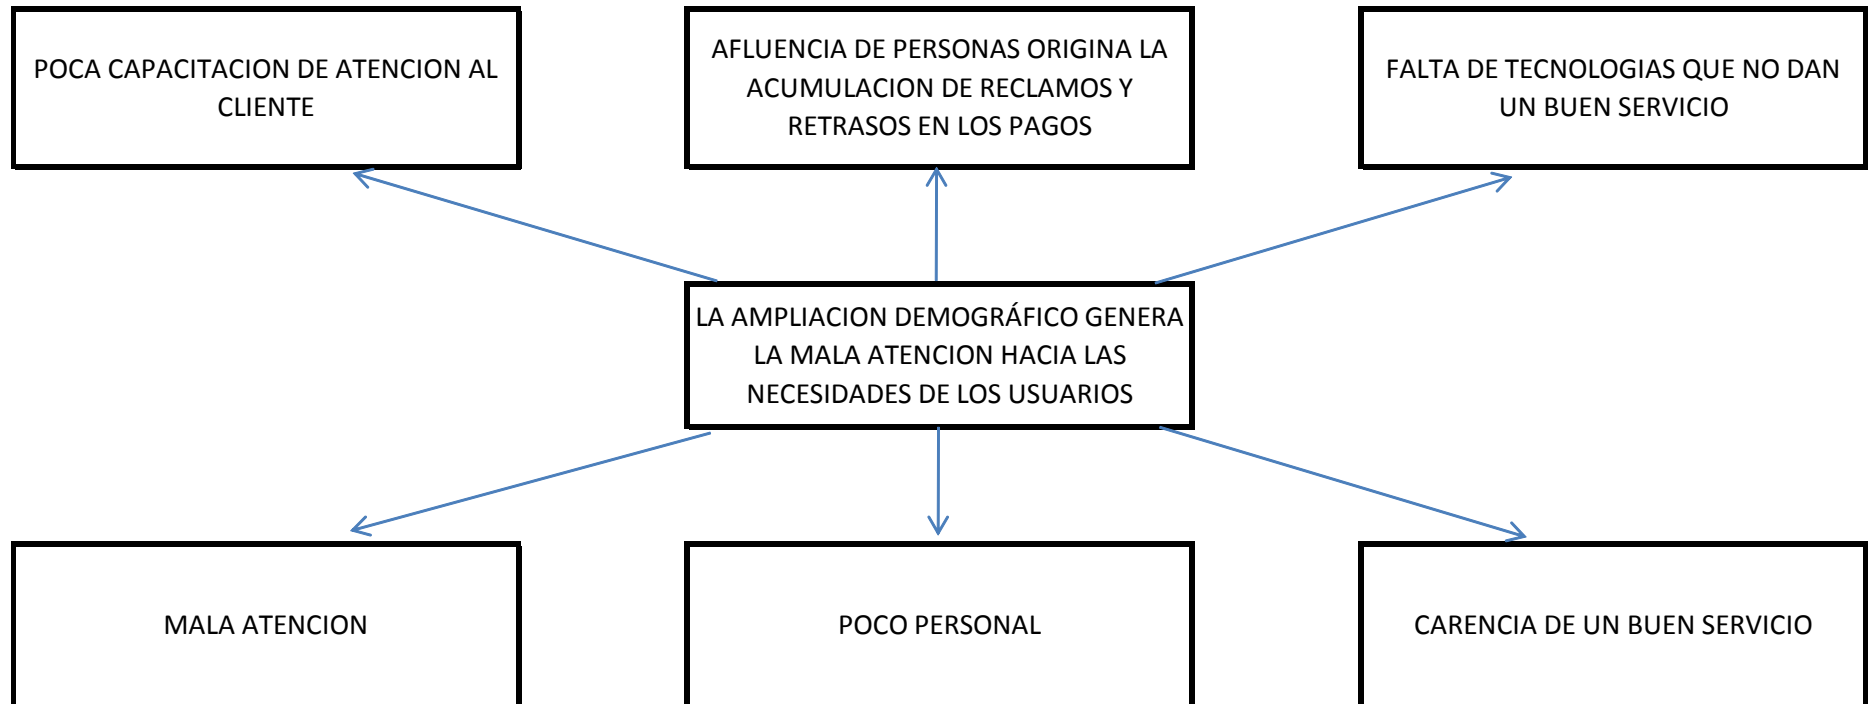 POCA CAPACITACION DE ATENCION AL
CLIENTE
AFLUENCIA DE PERSONAS ORIGINA LA
ACUMULACION DE RECLAMOS Y
RETRASOS EN LOS PAGOS
FALTA DE TECNOLOGIAS QUE NO DAN
UN BUEN SERVICIO
LA AMPLIACION DEMOGRÁFICO GENERA
LA MALA ATENCION HACIA LAS
NECESIDADES DE LOS USUARIOS
MALA ATENCION
POCO PERSONAL
CARENCIA DE UN BUEN SERVICIO